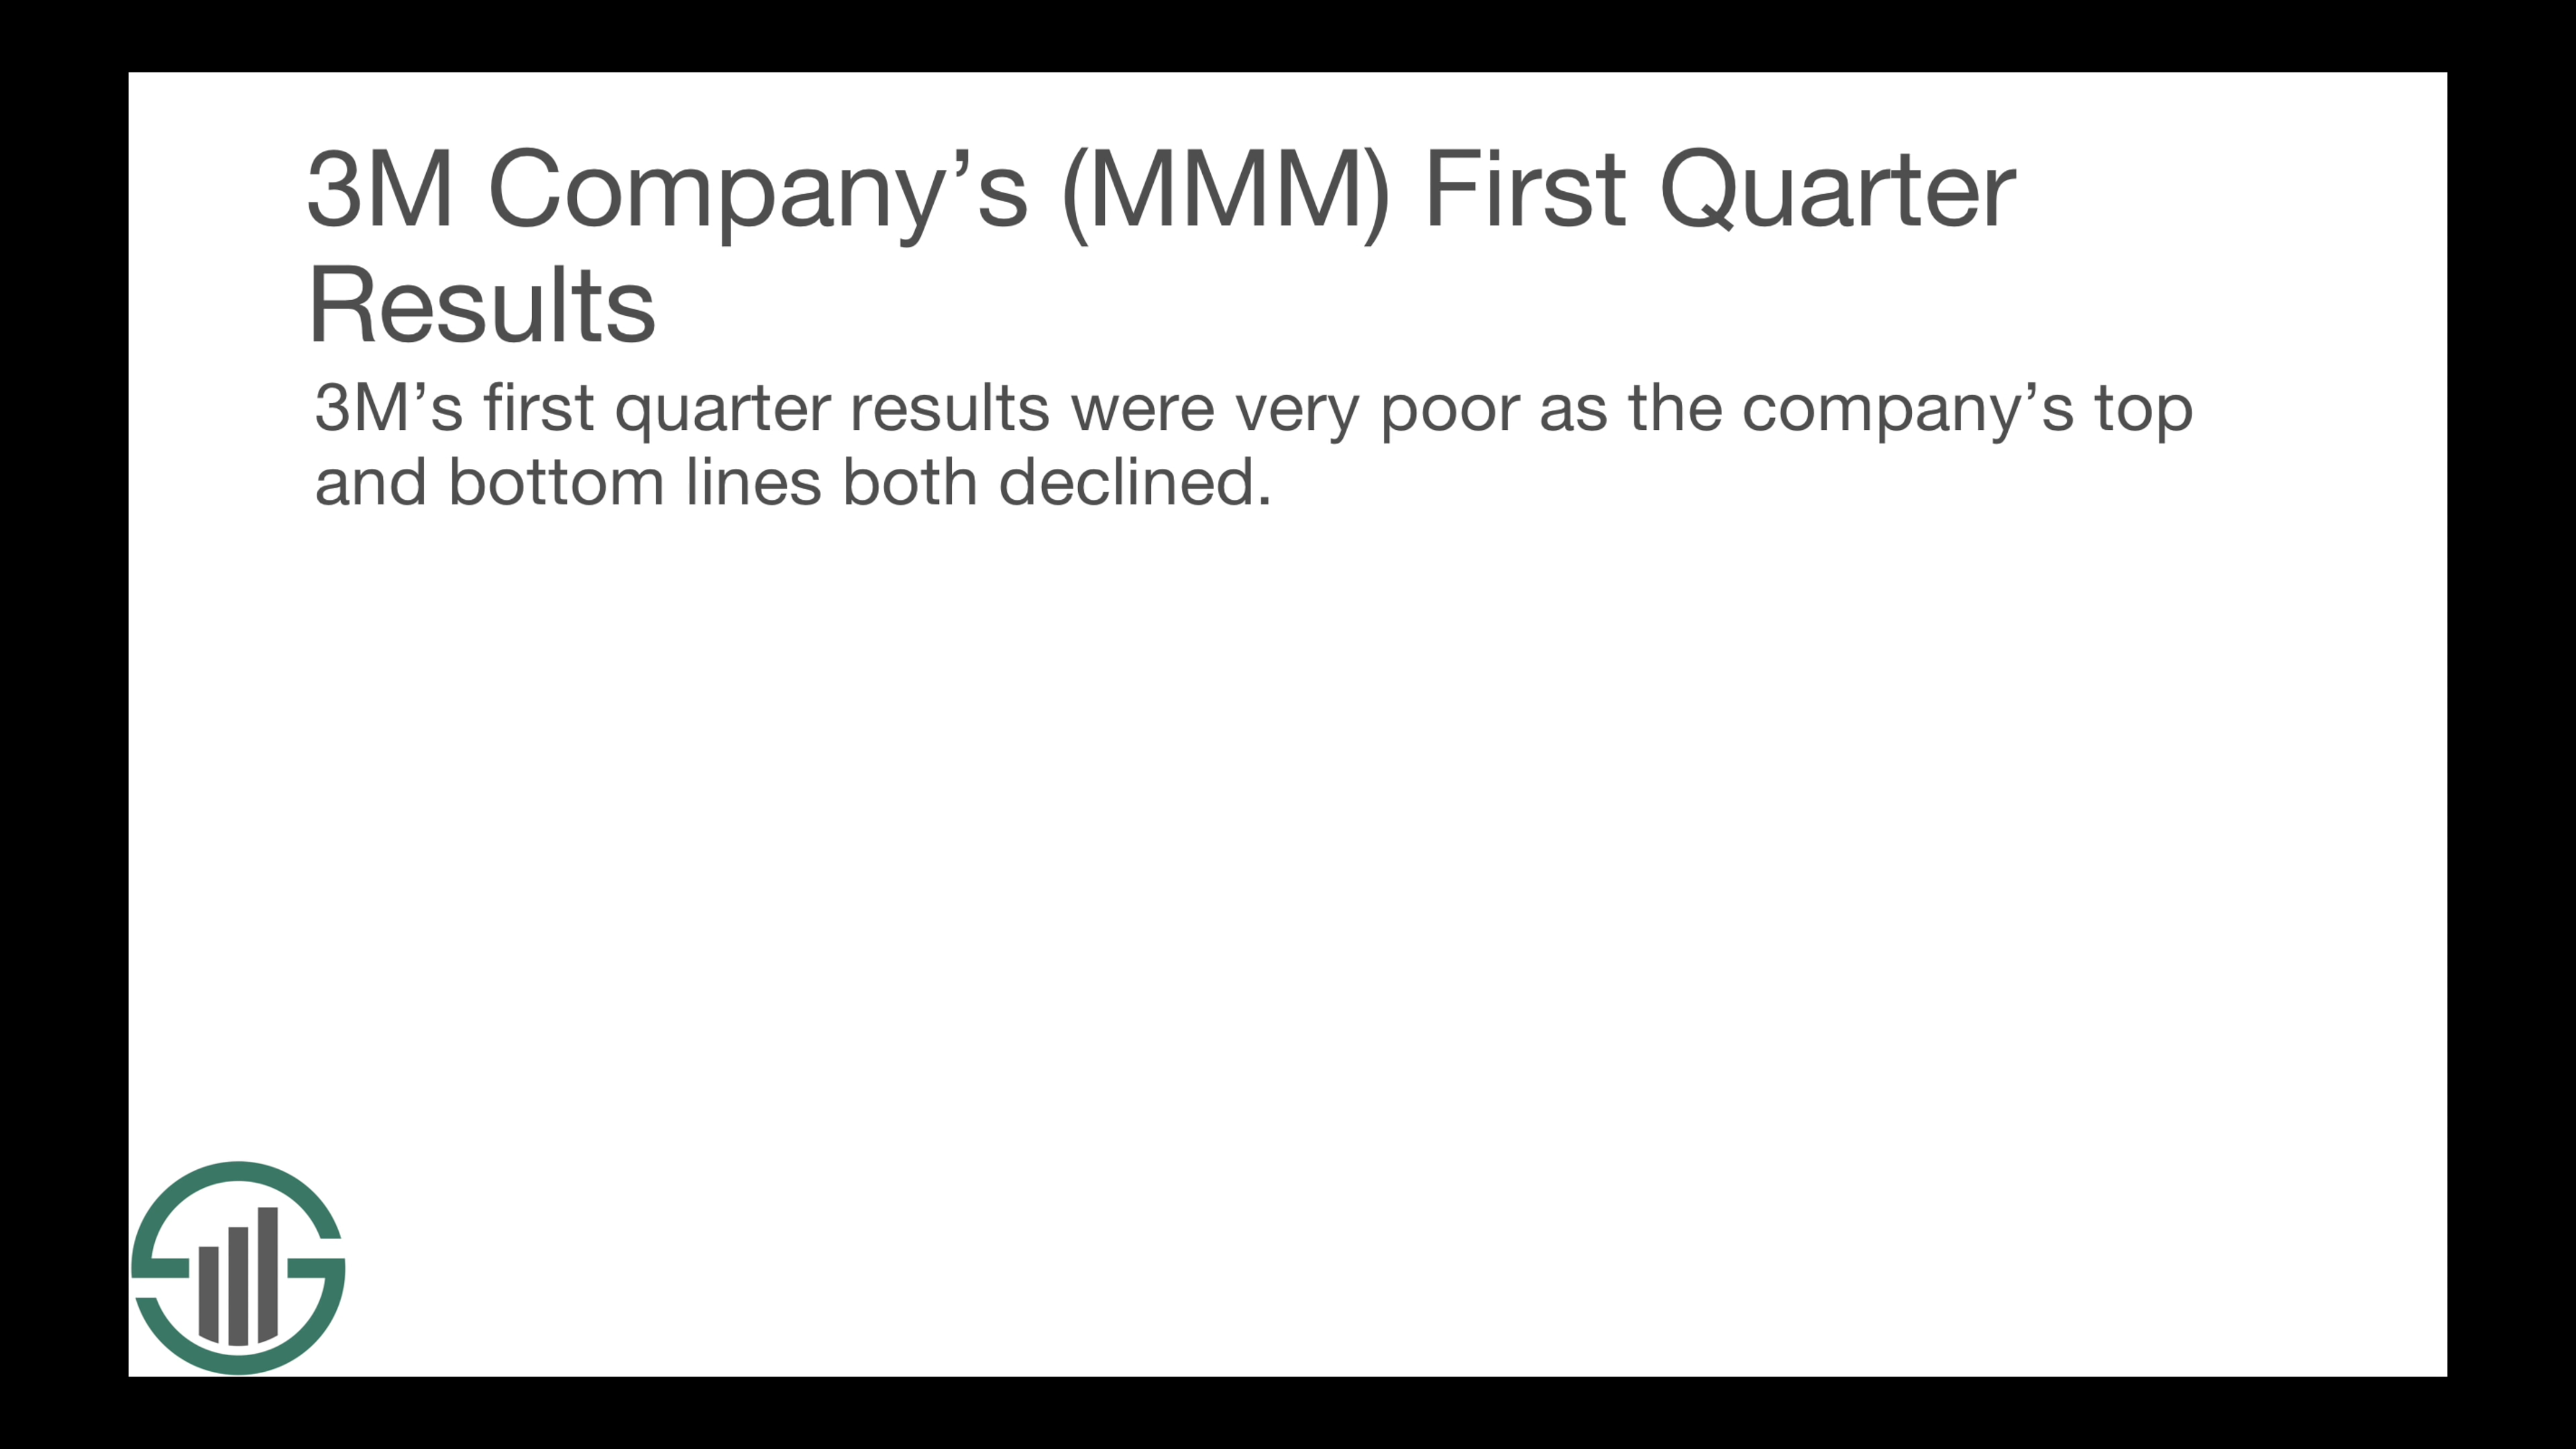 3M Company’s (MMM) First Quarter
Results
3M’s first quarter results were very poor as the company’s top
and bottom lines both declined.